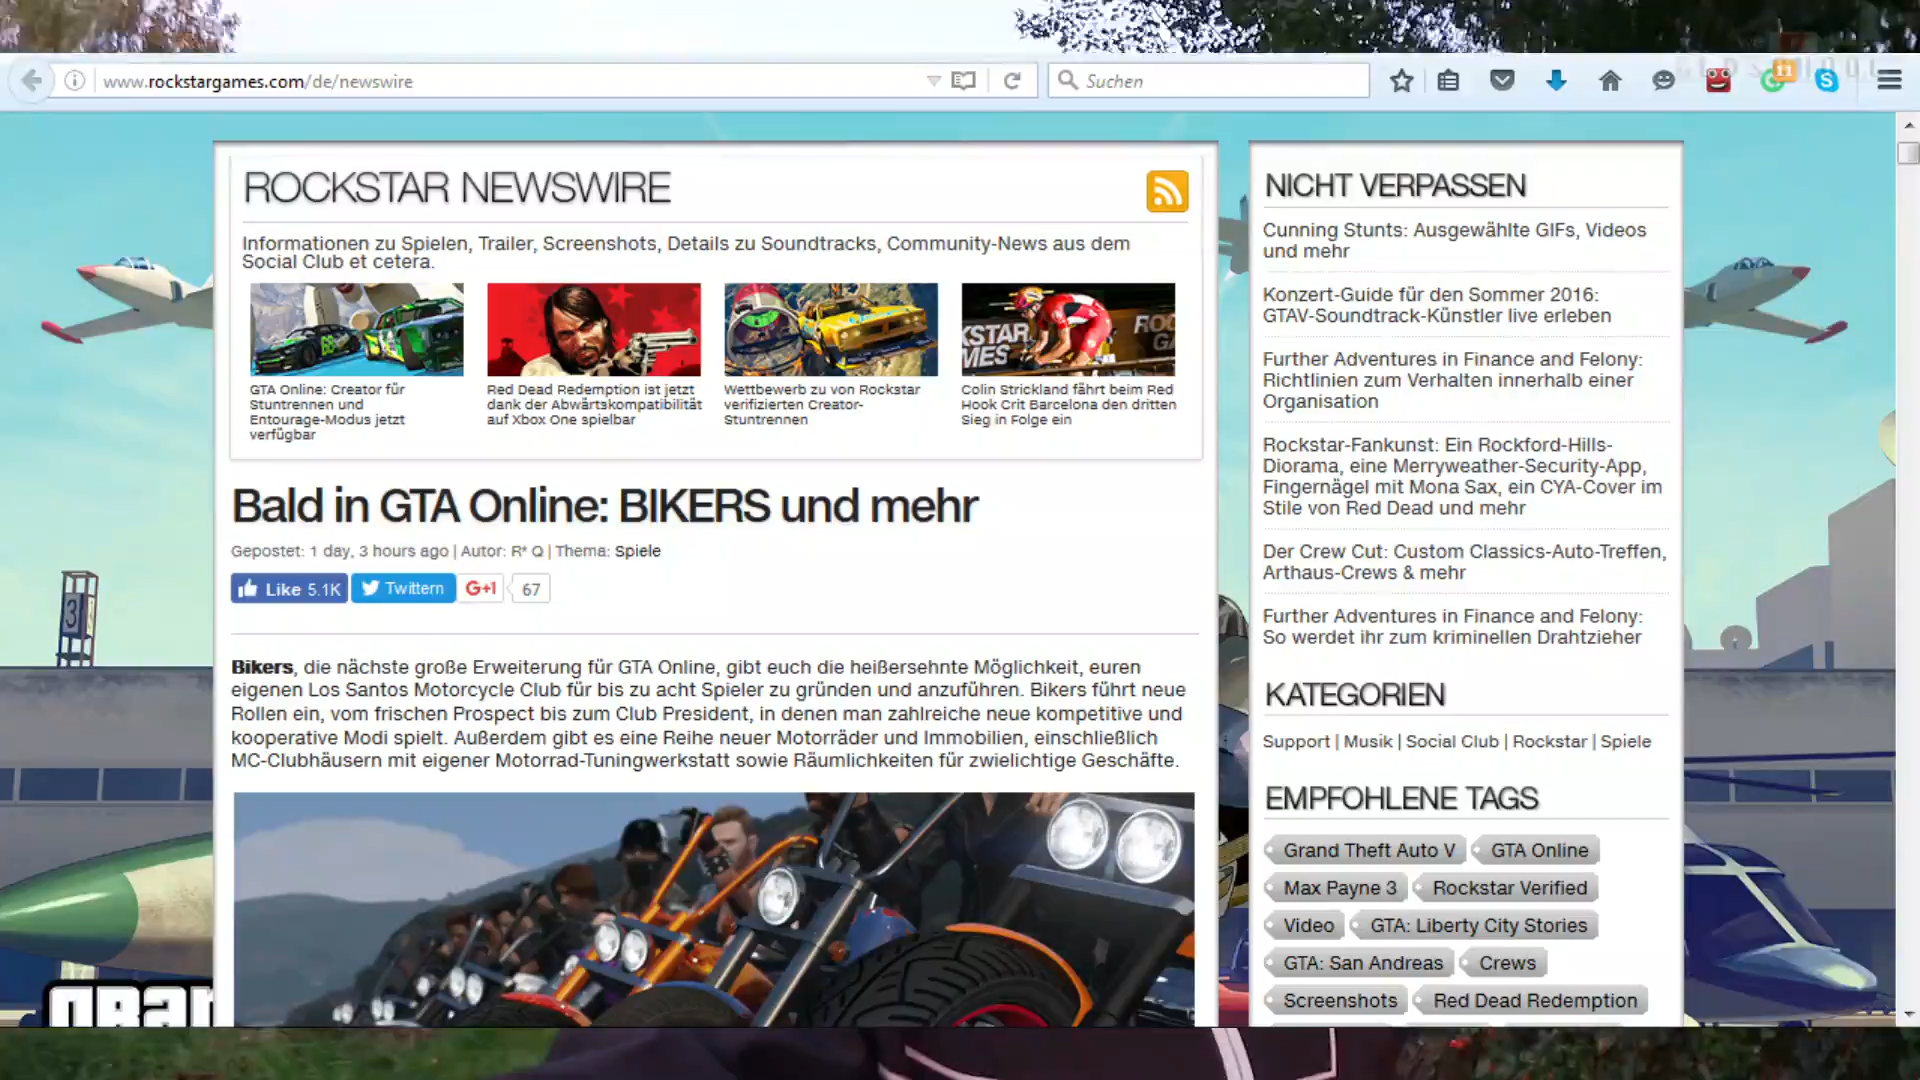 www.rockstargames.com/de/newswire
Suchen
11
ROCKSTAR NEWSWIRE
Informationen zu Spielen, Trailer, Screenshots, Details zu Soundtracks, Community-News aus dem
Social Club et cetera.
68
KSTAR
MES
GTA Online: Creator für
Stuntrennen und
Entourage-Modus jetzt
verfügbar
Red Dead Redemption ist jetzt
dank der Abwärtskompatibilität
auf Xbox One spielbar
Wettbewerb zu von Rockstar
verifizierten Creator-
Stuntrennen
Colin Strickland fährt beim Red
Hook Crit Barcelona den dritten
Sieg in Folge ein
Bald in GTA Online: BIKERS und mehr
Gepostet: 1 day, 3 hours ago | Autor: R* Q | Thema: Spiele
Like 5.1K
Twittern
G+1
67
Bikers, die nächste große Erweiterung für GTA Online, gibt euch die heißersehnte Möglichkeit, euren
eigenen Los Santos Motorcycle Club für bis zu acht Spieler zu gründen und anzuführen. Bikers führt neue
Rollen ein, vom frischen Prospect bis zum Club President, in denen man zahlreiche neue kompetitive und
kooperative Modi spielt. Außerdem gibt es eine Reihe neuer Motorräder und Immobilien, einschließlich
MC-Clubhäusern mit eigener Motorrad-Tuningwerkstatt sowie Räumlichkeiten für zwielichtige Geschäfte.
NICHT VERPASSEN
Cunning Stunts: Ausgewählte GIFs, Videos
und mehr
Konzert-Guide für den Sommer 2016:
GTAV-Soundtrack-Künstler live erleben
Further Adventures in Finance and Felony:
Richtlinien zum Verhalten innerhalb einer
Organisation
Rockstar-Fankunst: Ein Rockford-Hills-
Diorama, eine Merryweather-Security-App,
Fingernägel mit Mona Sax, ein CYA-Cover im
Stile von Red Dead und mehr
Der Crew Cut: Custom Classics-Auto-Treffen,
Arthaus-Crews & mehr
Further Adventures in Finance and Felony:
So werdet ihr zum kriminellen Drahtzieher
KATEGORIEN
Support | Musik | Social Club | Rockstar | Spiele
EMPFOHLENE TAGS
Grand Theft Auto V
GTA Online
Max Payne 3
Rockstar Verified
Video
GTA: Liberty City Stories
GTA: San Andreas
Crews
Screenshots
Red Dead Redemption
3